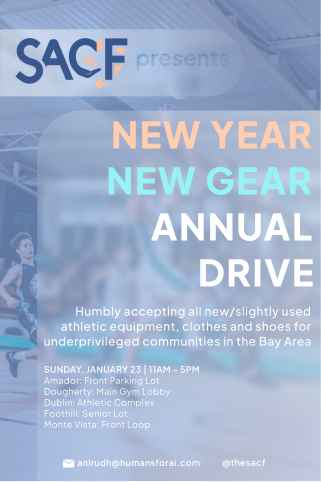 SACF presents
NEW YEAR
NEW GEAR
ANNUAL
DRIVE
Humbly accepting all new/slightly used
athletic equipment, clothes and shoes for
underprivileged communities in the Bay Area
SUNDAY, JANUARY 23 | 11AM - 5PM
Amador: Front Parking Lot
Dougherty: Main Gym Lobby
Dublin: Athletic Complex
Foothill: Senior Lot
Monte Vista: Front Loop
anirudh@humansforai.com
@thesacf